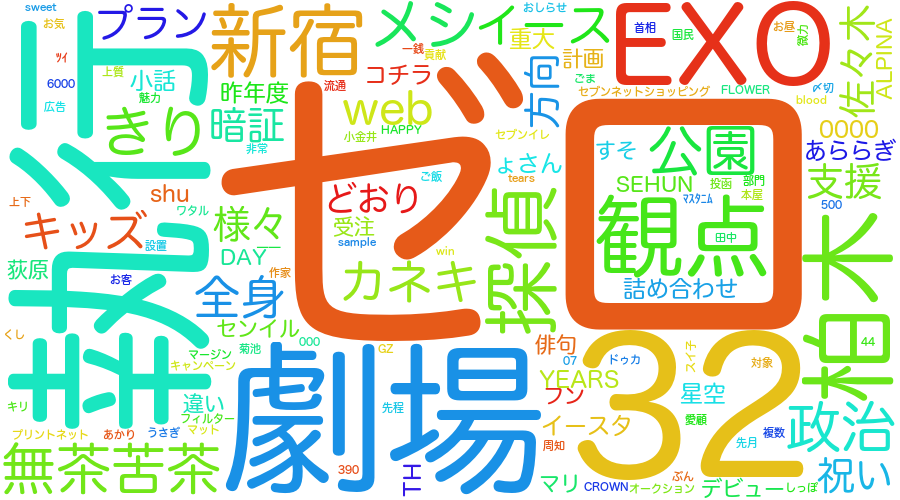 sweet
お気
プラン
新宿
メシイース
おしらせ
重大
EXO
首相
国民
お昼
微力
佐々木
ALPINA
執行
ツイ
6000
広告
上質
小話
魅力
コチラ
一銭
貢献
流通
昨年度
web
方向
計画
ごま
セブンネットショッピング
FLOWER
〆切
blood
0000
きり
暗証
非常
小金井
HAPPY
セブンイレ
ょさん
すそ
公園
あららぎ
ゼロ
上下
キッズ
shu
ワタル
様々
ご飯
どおり
tears
探偵
SEHUN
投函
部門
本屋
支援
500
観点
ﾏｽﾀﾆﾑ
田中
荻原
設置
お客
DAY
作家
受注
sample
win
カネキ
全身
詰め合わせ
柏木
くし
センイル
000
菊池
マージン
キャンペーン
GZ
劇場
俳句
07
ドゥカ
32
スイチ
対象
44
キリ
違い
フィルター
マット
先程
YEARS
フン
星空
愛顧
プリントネット
あかり
うさぎ
イースタ
周知
先月
複数
政治
無茶苦茶
390
TH
マリ
CROWN
ぶん
オークション
デビュー
しっぽ
祝い